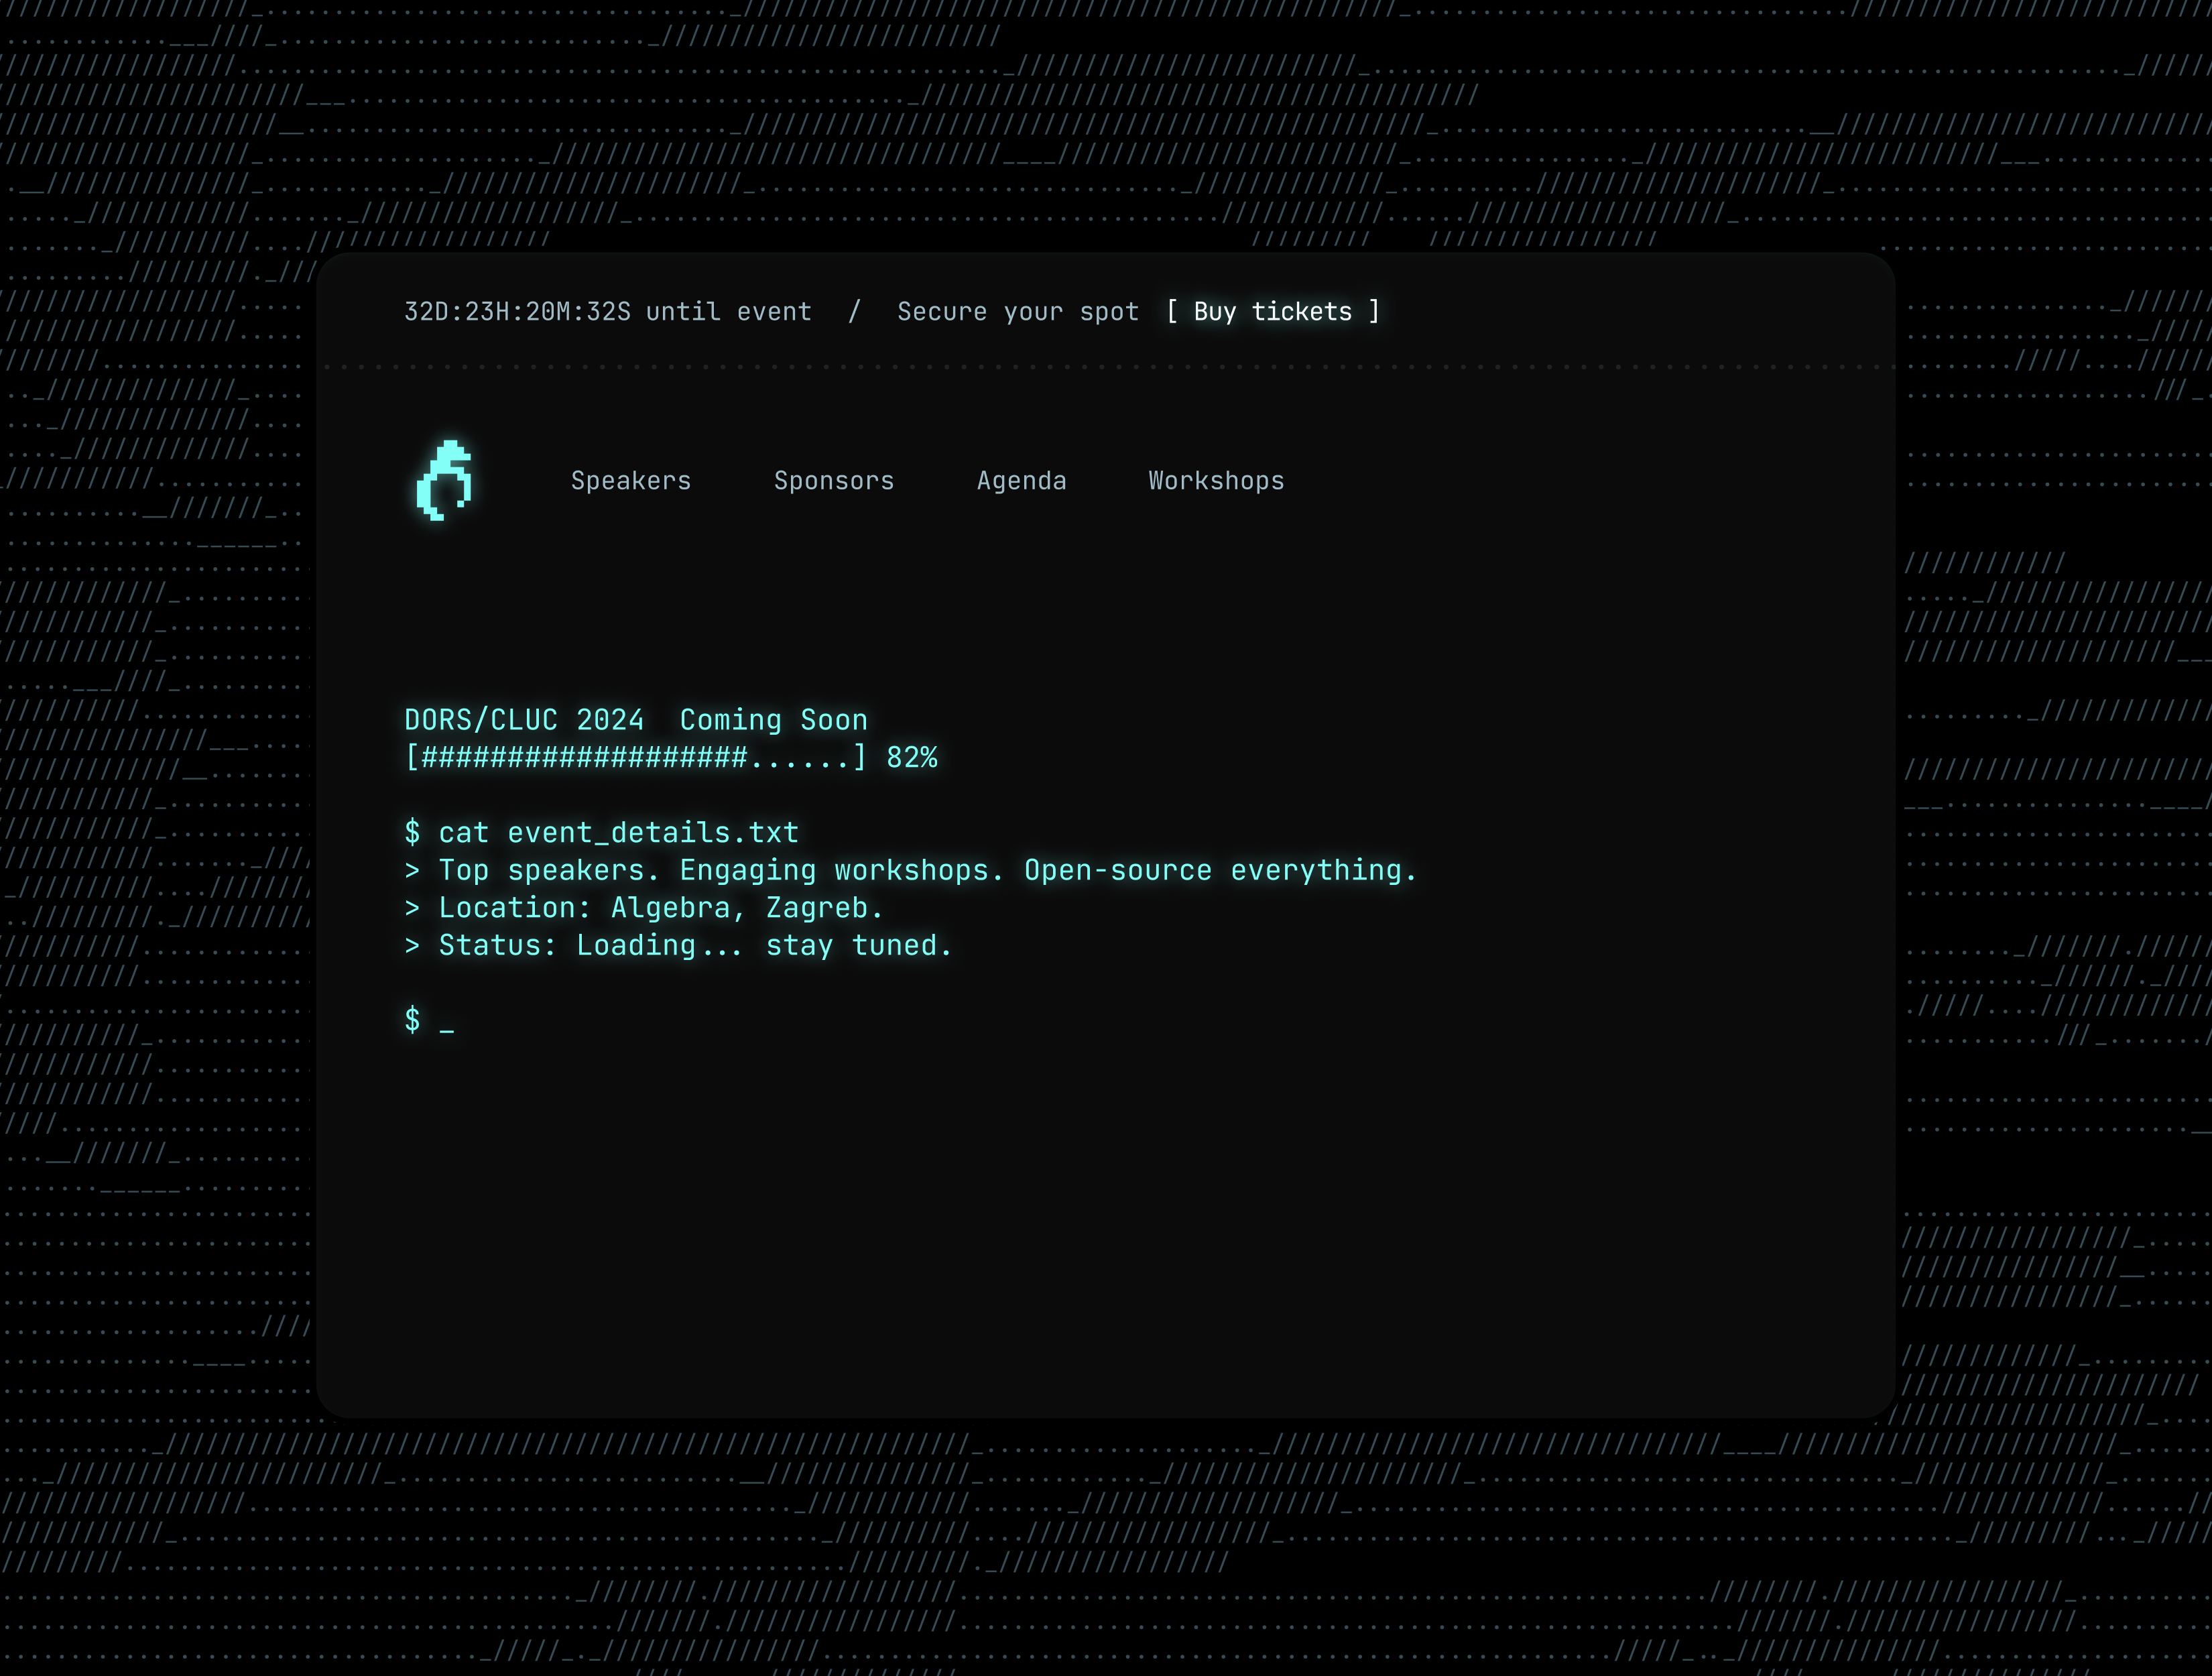 32D:23H:20M:32S until event / Secure your spot [ Buy tickets ]
Speakers Sponsors Agenda Workshops
DORS/CLUC 2024 Coming Soon
[###################......] 82%
$ cat event_details.txt
> Top speakers. Engaging workshops. Open-source everything.
> Location: Algebra, Zagreb.
> Status: Loading... stay tuned.
$ _